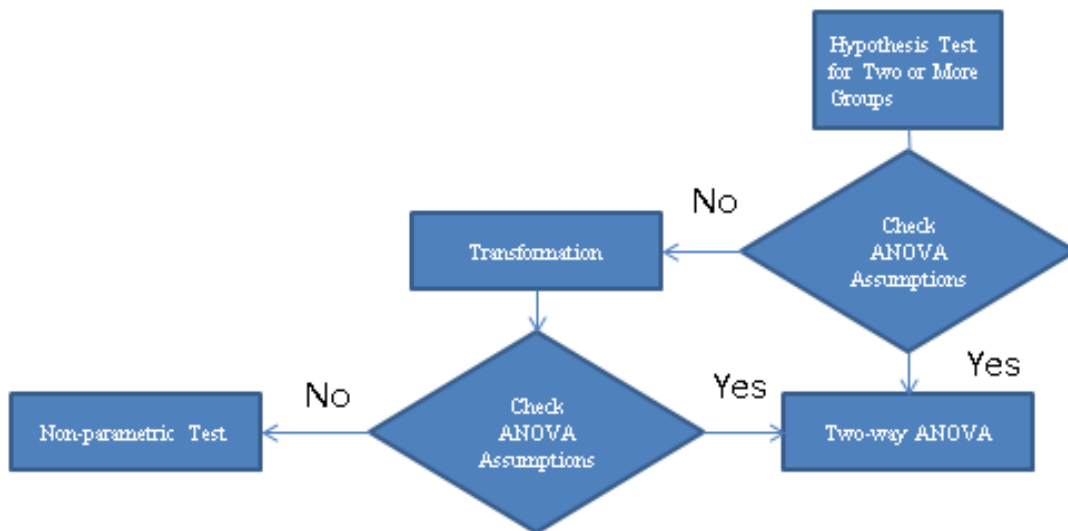 Hypothesis Test
for Two or More
Groups
No
Check
ANOVA
Assumptions
Transformation
Yes
No
Check
ANOVA
Assumptions
Yes
Non-parametric Test
Two-way ANOVA